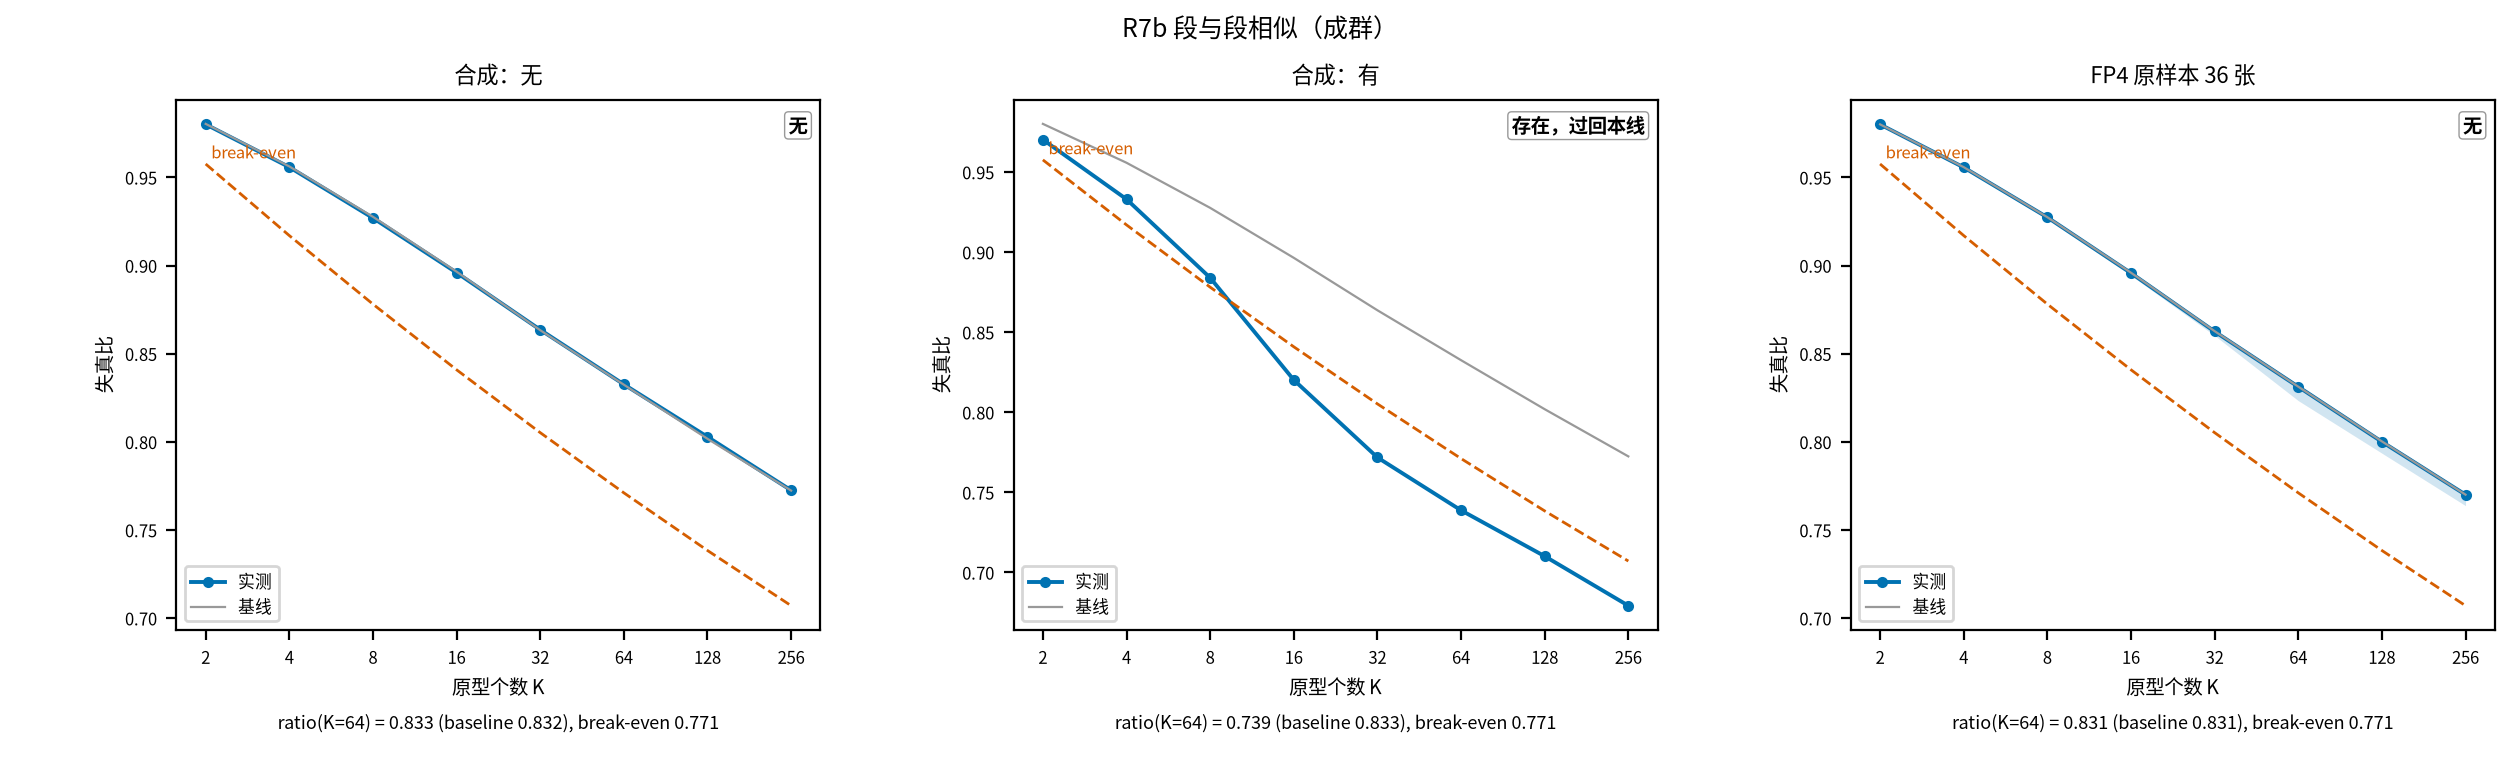 R7b 段与段相似（成群）
合成：无
无
break-even
失真比
0.95
0.90
0.85
0.80
0.75
0.70
实测
基线
2 4 8 16 32 64 128 256
原型个数 K
ratio(K=64) = 0.833 (baseline 0.832), break-even 0.771
合成：有
存在，过回本线
break-even
失真比
0.95
0.90
0.85
0.80
0.75
0.70
实测
基线
2 4 8 16 32 64 128 256
原型个数 K
ratio(K=64) = 0.739 (baseline 0.833), break-even 0.771
FP4 原样本 36 张
无
break-even
失真比
0.95
0.90
0.85
0.80
0.75
0.70
实测
基线
2 4 8 16 32 64 128 256
原型个数 K
ratio(K=64) = 0.831 (baseline 0.831), break-even 0.771